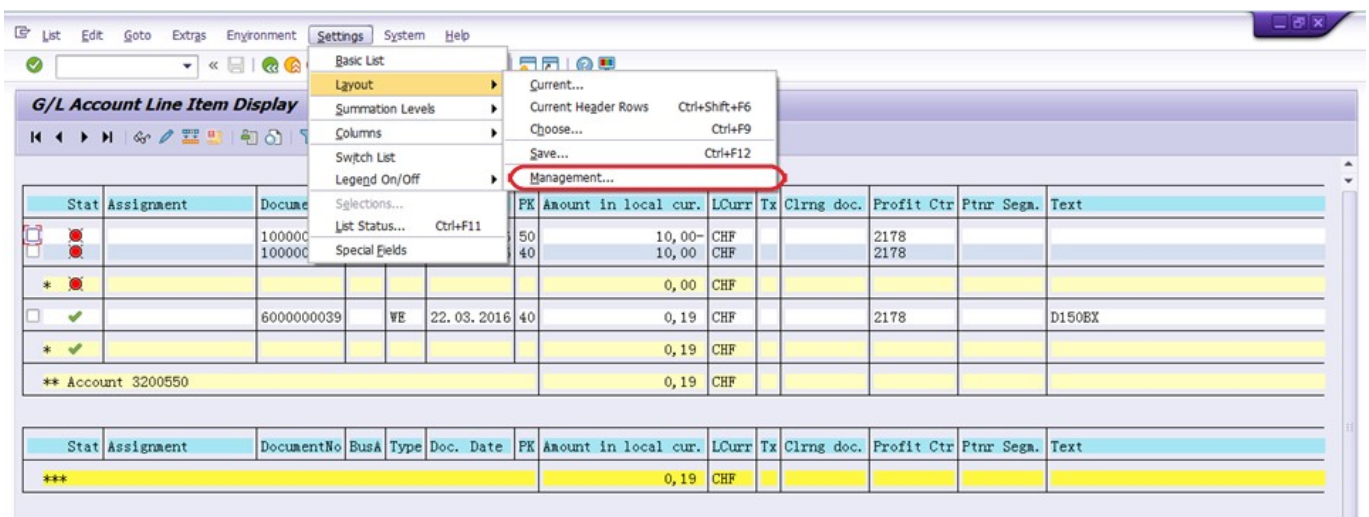 List Edit Goto Extras Environment Settings System Help
Basic List
Layout
Current...
G/L Account Line Item Display
Summation Levels
Current Header Rows Ctrl+Shift+F6
Columns
Choose... Ctrl+F9
Switch List
Save... Ctrl+F12
Legend On/Off
Management...
Stat Assignment Docume Selections... PK Amount in local cur. LCurr Tx Clrng doc. Profit Ctr Ptnr Segm. Text
List Status... Ctrl+F11
100000 50 10,00- CHF 2178
100000 Special Fields 40 10,00 CHF 2178
* 0,00 CHF
6000000039 WE 22.03.2016 40 0,19 CHF 2178 D150BX
* 0,19 CHF
** Account 3200550 0,19 CHF
Stat Assignment DocumentNo BusA Type Doc. Date PK Amount in local cur. LCurr Tx Clrng doc. Profit Ctr Ptnr Segm. Text
*** 0,19 CHF